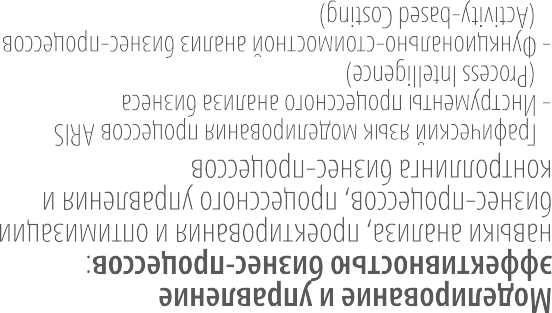 Моделирование и управление
эффективностью бизнес-процессов:
навыки анализа, проектирования и оптимизации
бизнес-процессов, процессного управления и
контроллинга бизнес-процессов
Графический язык моделирования процессов ARIS
- Инструменты процессного анализа бизнеса
(Process Intelligence)
- Функционально-стоимостной анализ бизнес-процессов
(Activity-based Costing)